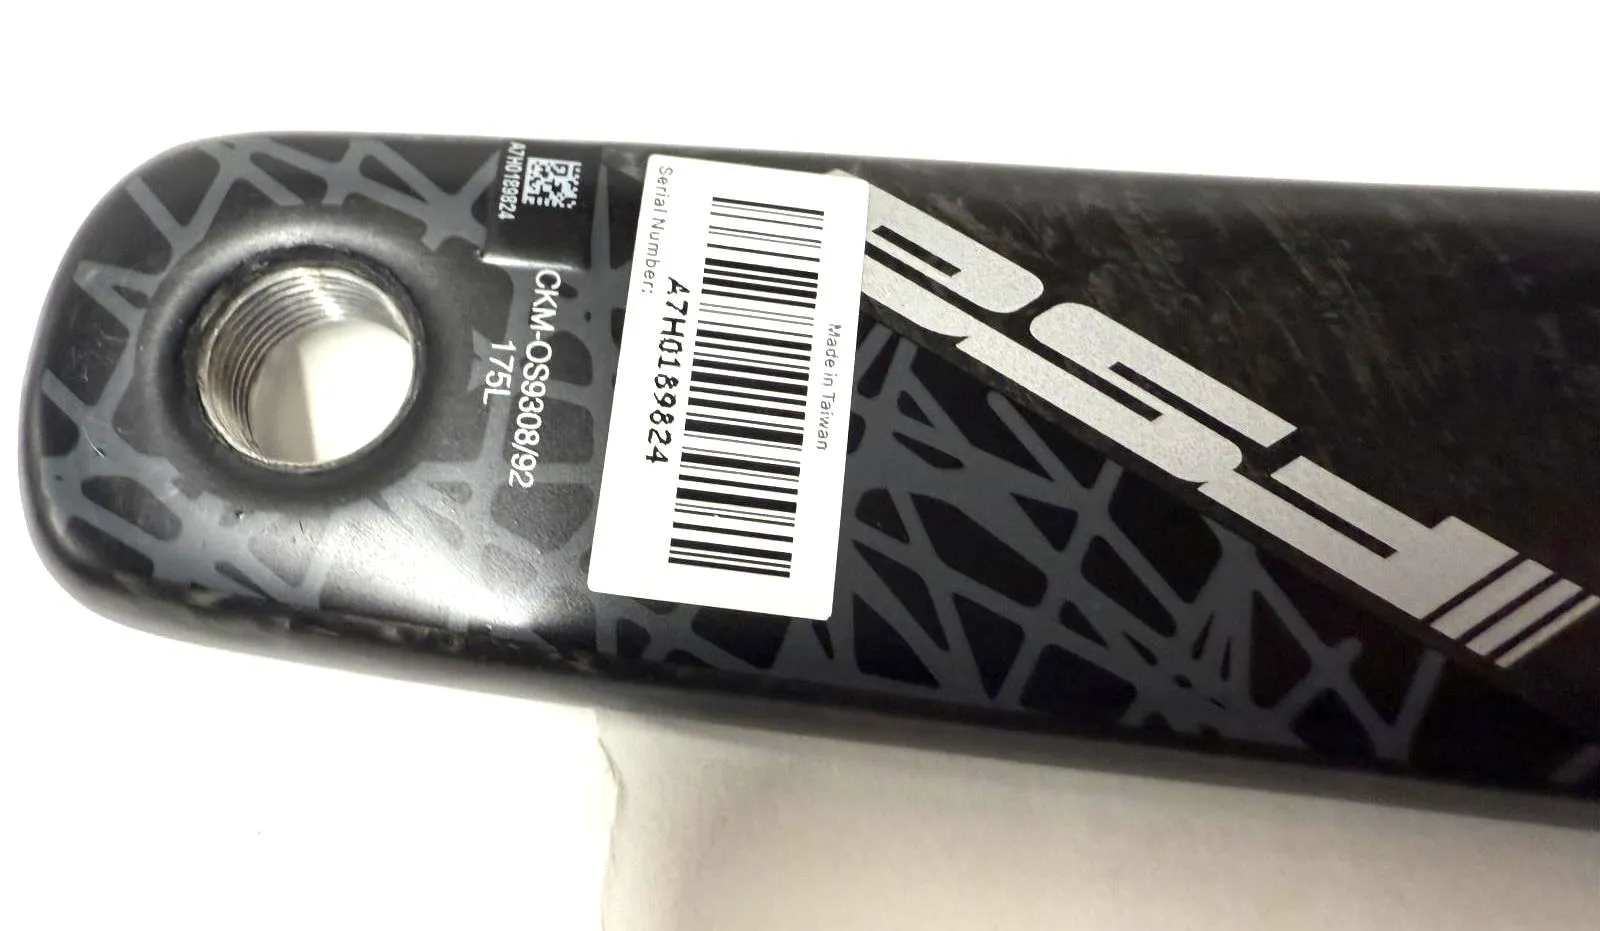 A7H0189824
CKM-OS9308/92
175L
Serial Number:
A7H0189824
Made in Taiwan
FSA